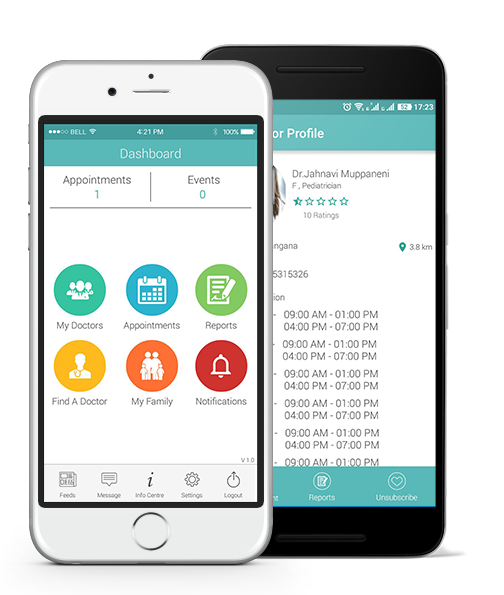 ●●●○○ BELL 4:21 PM 100%
Dashboard
Appointments
1
Events
0
My Doctors
Appointments
Reports
Find A Doctor
My Family
Notifications
V 1.0
Feeds
Message
i
Info Centre
Settings
Logout
52 17:23
or Profile
Dr.Jahnavi Muppaneni
F , Pediatrician
10 Ratings
ngana
3.8 km
5315326
ion
- 09:00 AM - 01:00 PM
04:00 PM - 07:00 PM
- 09:00 AM - 01:00 PM
04:00 PM - 07:00 PM
- 09:00 AM - 01:00 PM
04:00 PM - 07:00 PM
- 09:00 AM - 01:00 PM
04:00 PM - 07:00 PM
- 09:00 AM - 01:00 PM
4:00 PM - 07:00 PM
- 09:00 AM - 01:00 PM
nt
Reports
Unsubscribe